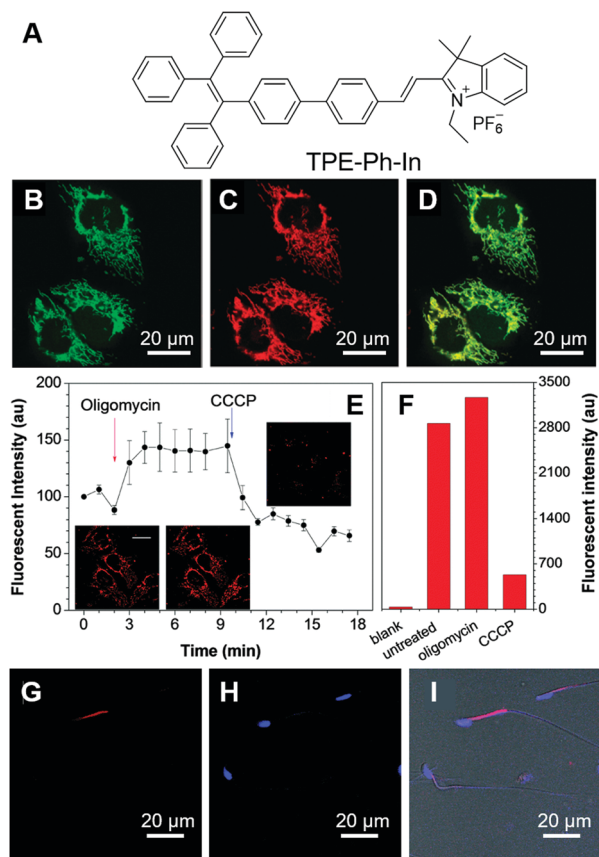 A
N
+
PF6−
TPE-Ph-In
B
C
D
20 µm
20 µm
20 µm
200
150
100
50
0
Fluorescent Intensity (au)
Oligomycin
CCCP
E
0 3 6 9 12 15 18
Time (min)
F
3500
2800
2100
1400
700
0
Fluorescent Intensity (au)
blank
untreated
oligomycin
CCCP
G
H
I
20 µm
20 µm
20 µm